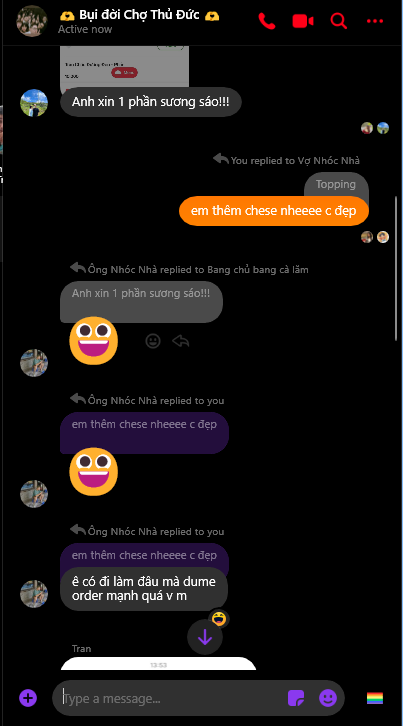 🫶 Bụi đời Chợ Thủ Đức 🫶
Active now
Anh xin 1 phần sương sáo!!!
You replied to Vợ Nhóc Nhà
Topping
em thêm chese nheeee c đẹp
Ông Nhóc Nhà replied to Bang chủ bang cà lăm
Anh xin 1 phần sương sáo!!!
Ông Nhóc Nhà replied to you
em thêm chese nheeee c đẹp
Ông Nhóc Nhà replied to you
em thêm chese nheeee c đẹp
ê có đi làm đâu mà dume
order mạnh quá v m
Tran
13:53
Type a message...